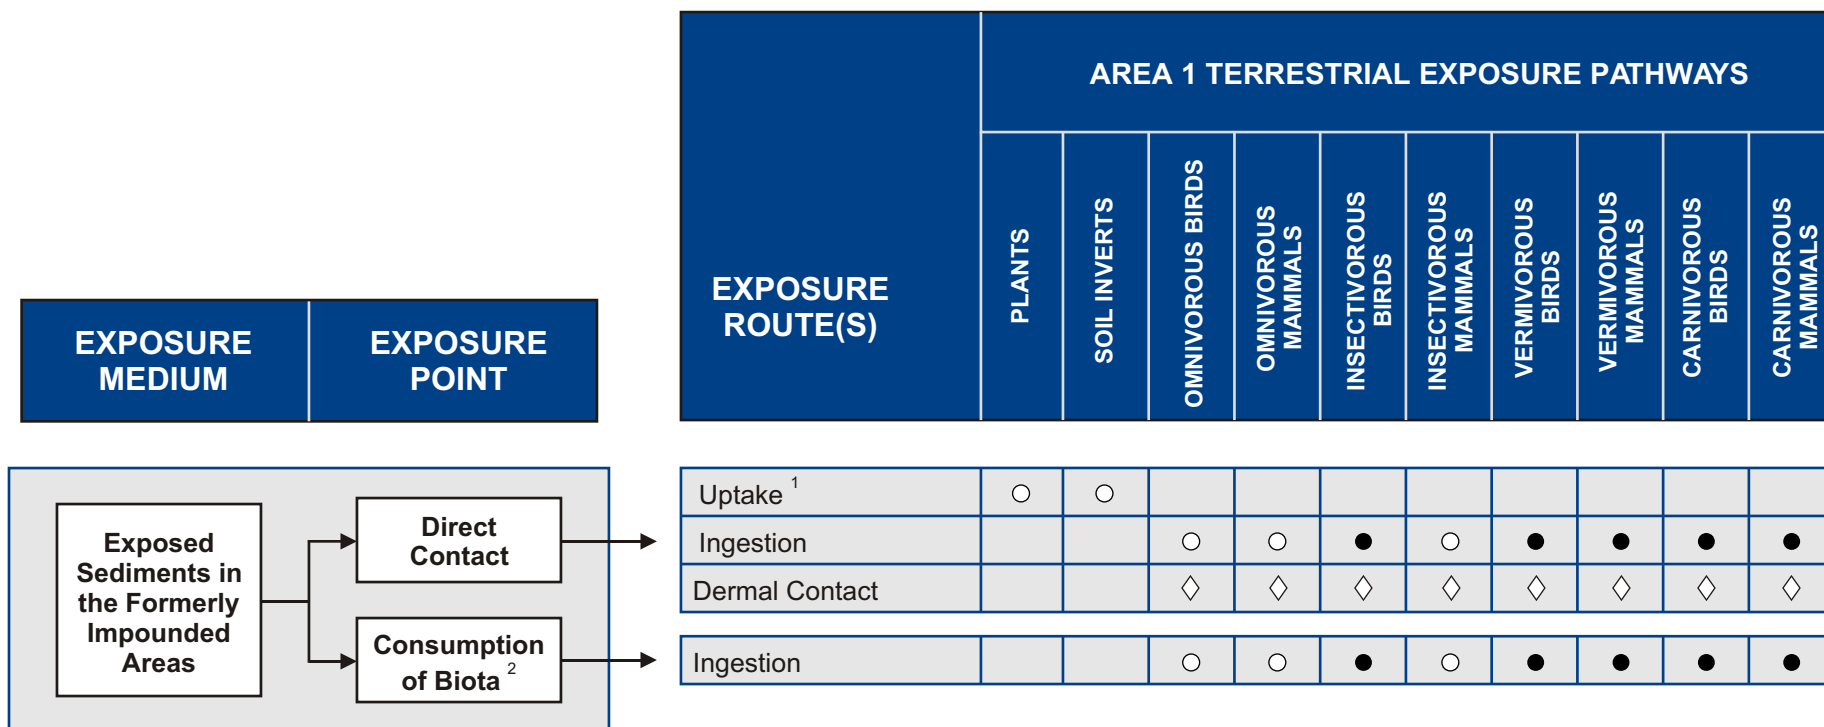 AREA 1 TERRESTRIAL EXPOSURE PATHWAYS
EXPOSURE
ROUTE(S)
PLANTS
SOIL INVERTS
OMNIVOROUS BIRDS
OMNIVOROUS
MAMMALS
INSECTIVOROUS
BIRDS
INSECTIVOROUS
MAMMALS
VERMIVOROUS
BIRDS
VERMIVOROUS
MAMMALS
CARNIVOROUS
BIRDS
CARNIVOROUS
MAMMALS
EXPOSURE
MEDIUM
EXPOSURE
POINT
Exposed
Sediments in
the Formerly
Impounded
Areas
Direct
Contact
Consumption
of Biota 2
Uptake 1
Ingestion
Dermal Contact
Ingestion